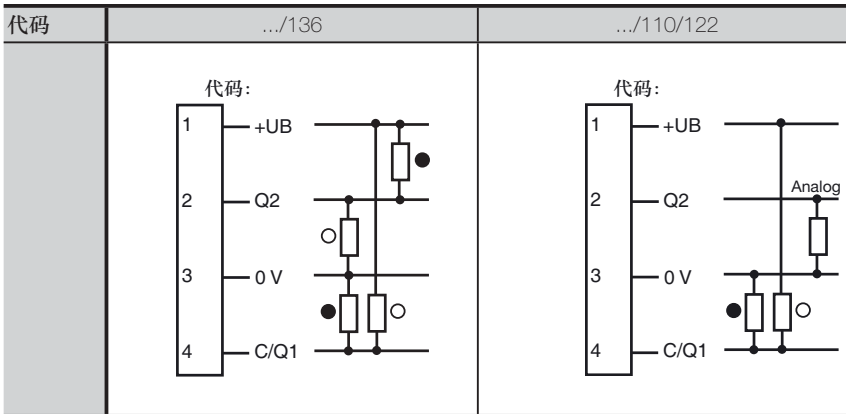 代码 .../136 .../110/122
代码:
1 +UB
2 Q2
3 0 V
4 C/Q1
代码:
1 +UB
2 Q2 Analog
3 0 V
4 C/Q1